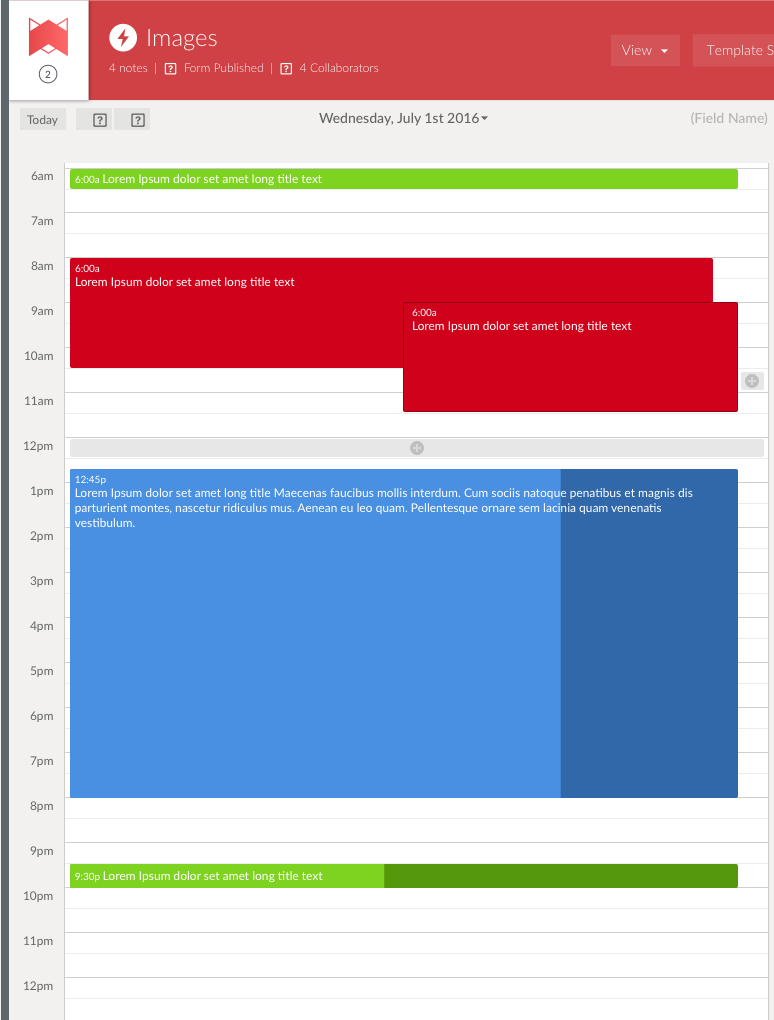 Images
View
Template S
2
4 notes | ? Form Published | ? 4 Collaborators
Today
?
?
Wednesday, July 1st 2016
(Field Name)
6am
6:00a Lorem Ipsum dolor set amet long title text
7am
8am
6:00a
Lorem Ipsum dolor set amet long title text
9am
6:00a
Lorem Ipsum dolor set amet long title text
10am
11am
12pm
12:45p
1pm
Lorem Ipsum dolor set amet long title Maecenas faucibus mollis interdum. Cum sociis natoque penatibus et magnis dis
parturient montes, nascetur ridiculus mus. Aenean eu leo quam. Pellentesque ornare sem lacinia quam venenatis
vestibulum.
2pm
3pm
4pm
5pm
6pm
7pm
8pm
9pm
9:30p Lorem Ipsum dolor set amet long title text
10pm
11pm
12pm